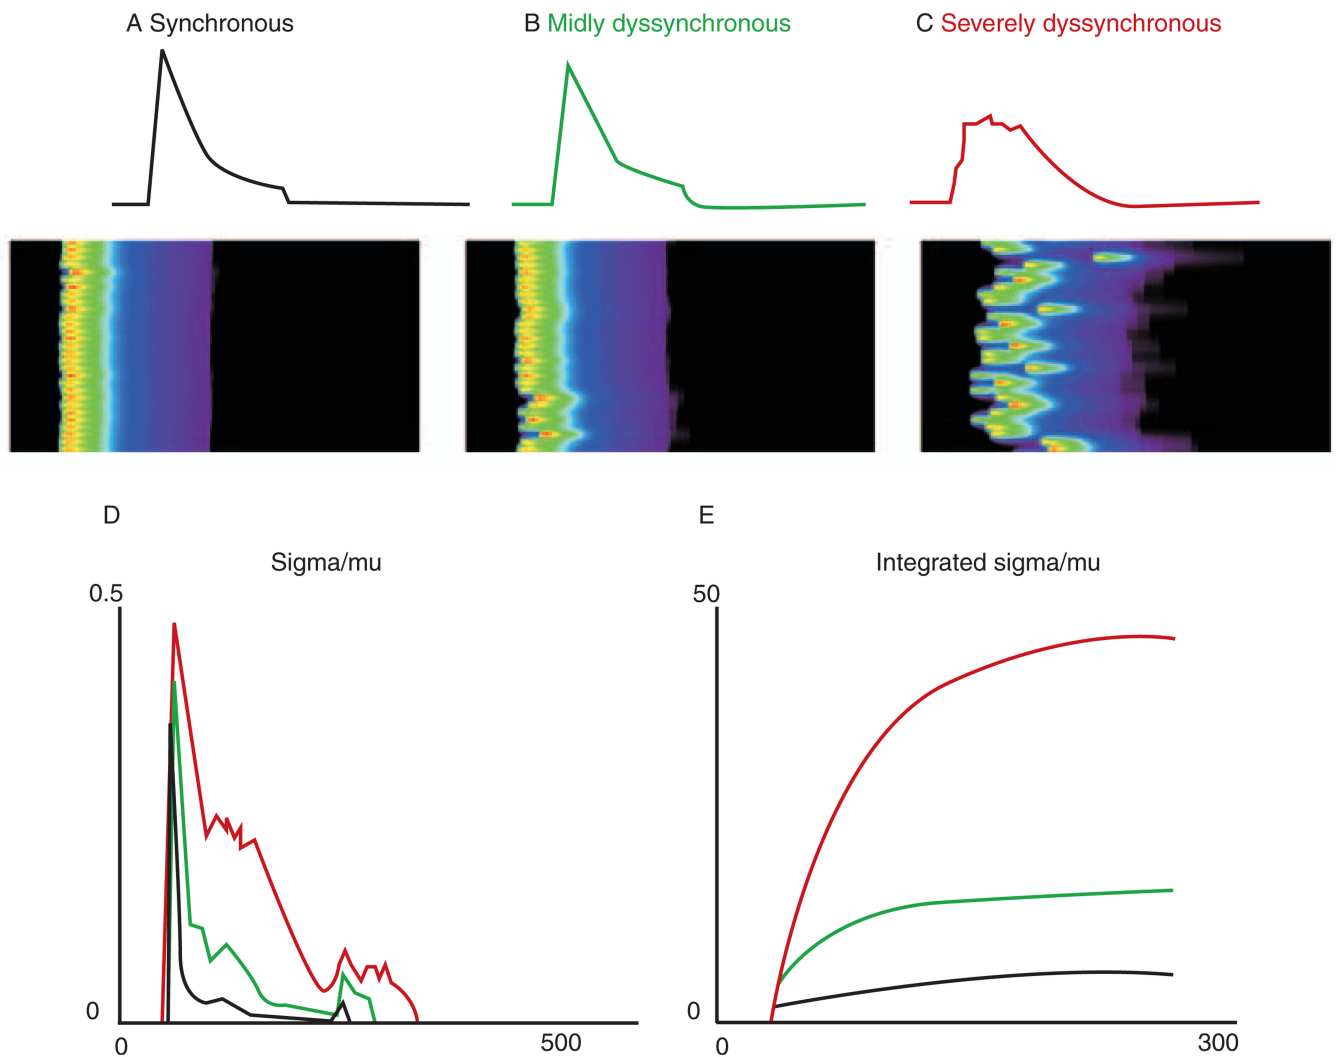 A Synchronous
B Midly dyssynchronous
C Severely dyssynchronous
D
Sigma/mu
0.5
0
0
500
E
Integrated sigma/mu
50
0
0
300